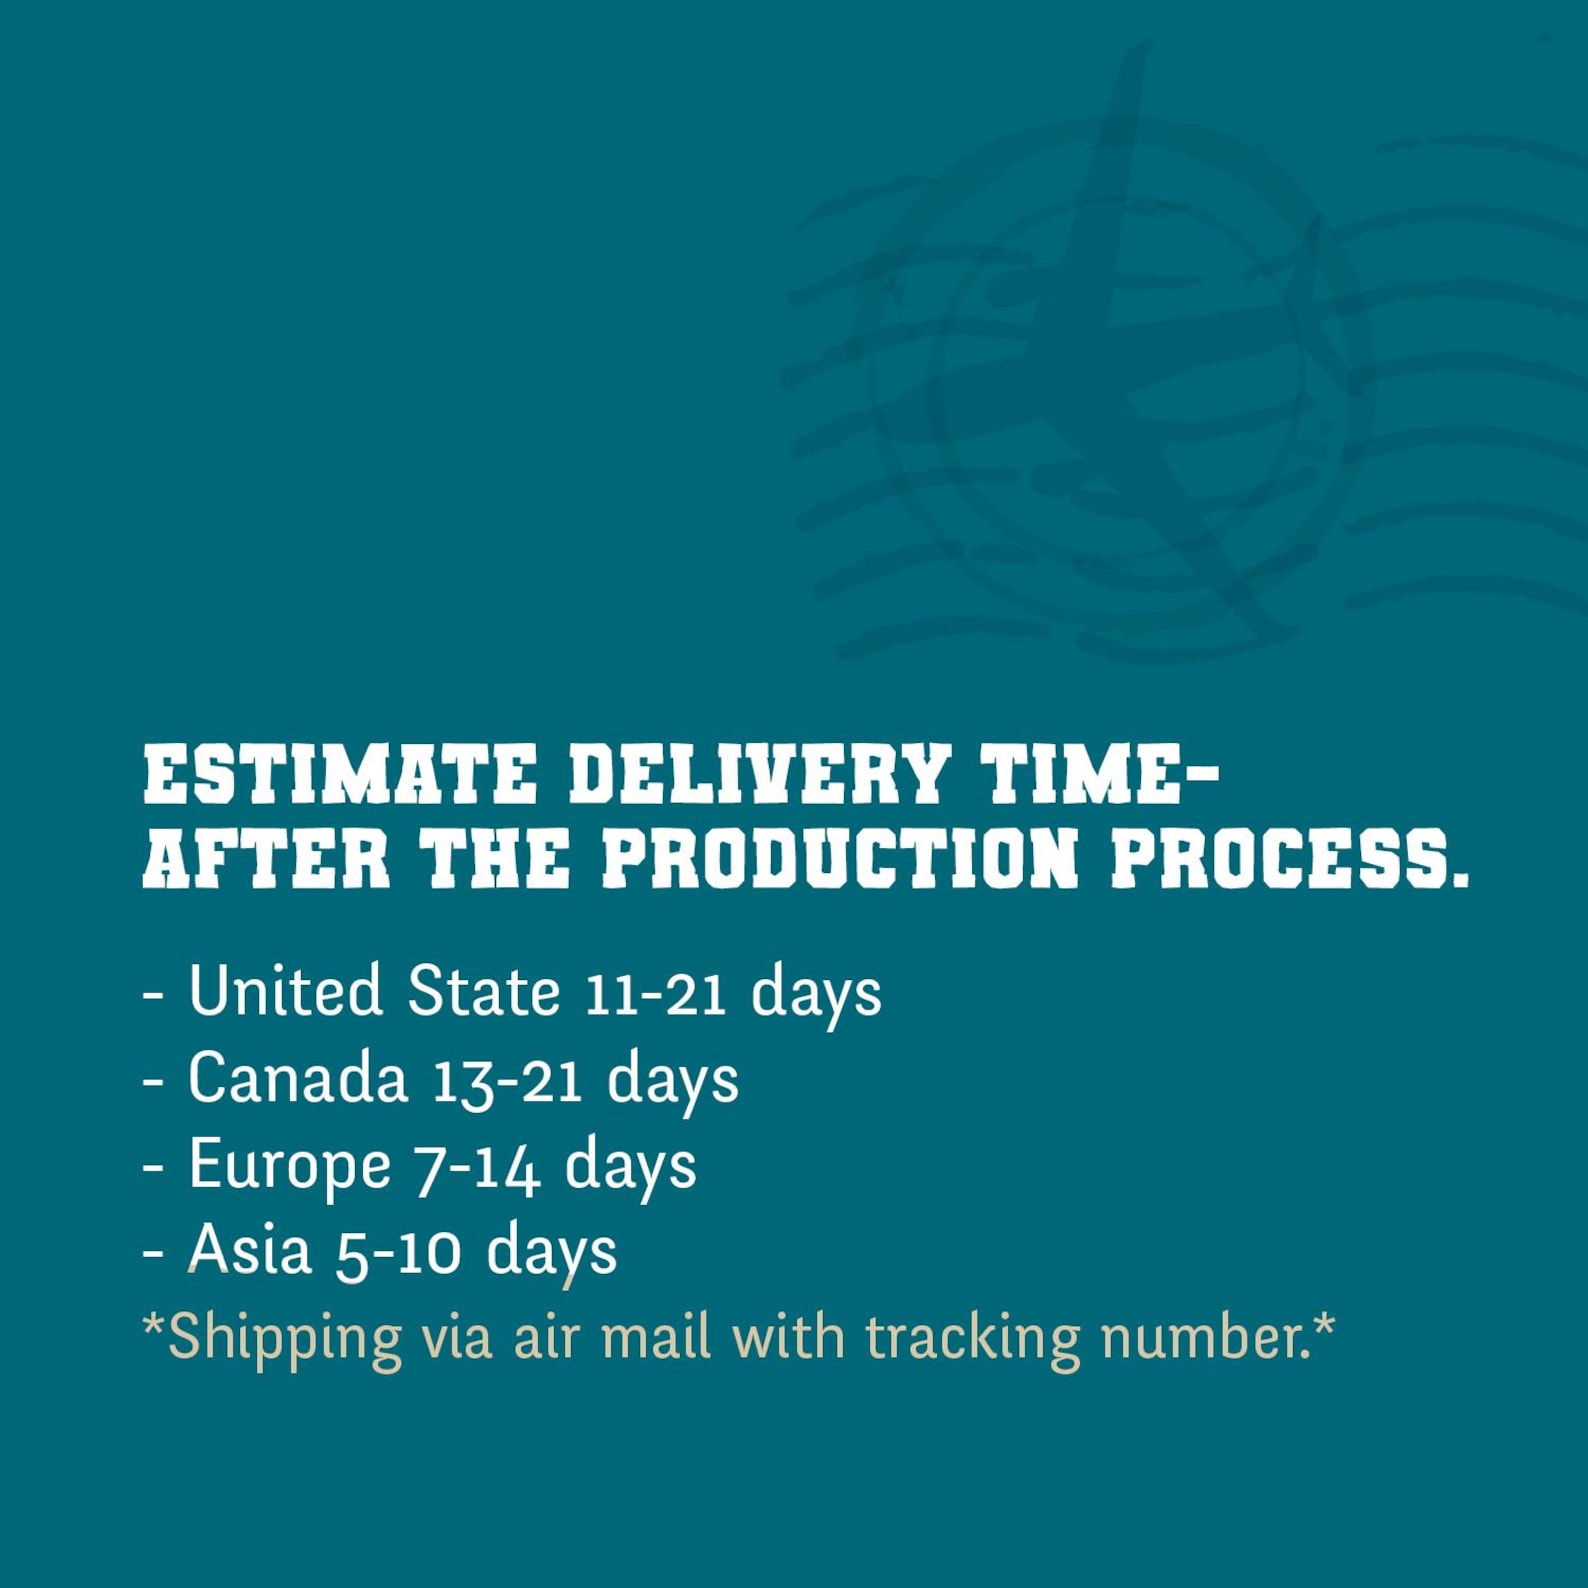 ESTIMATE DELIVERY TIME-
AFTER THE PRODUCTION PROCESS.
- United State 11-21 days
- Canada 13-21 days
- Europe 7-14 days
- Asia 5-10 days
*Shipping via air mail with tracking number.*